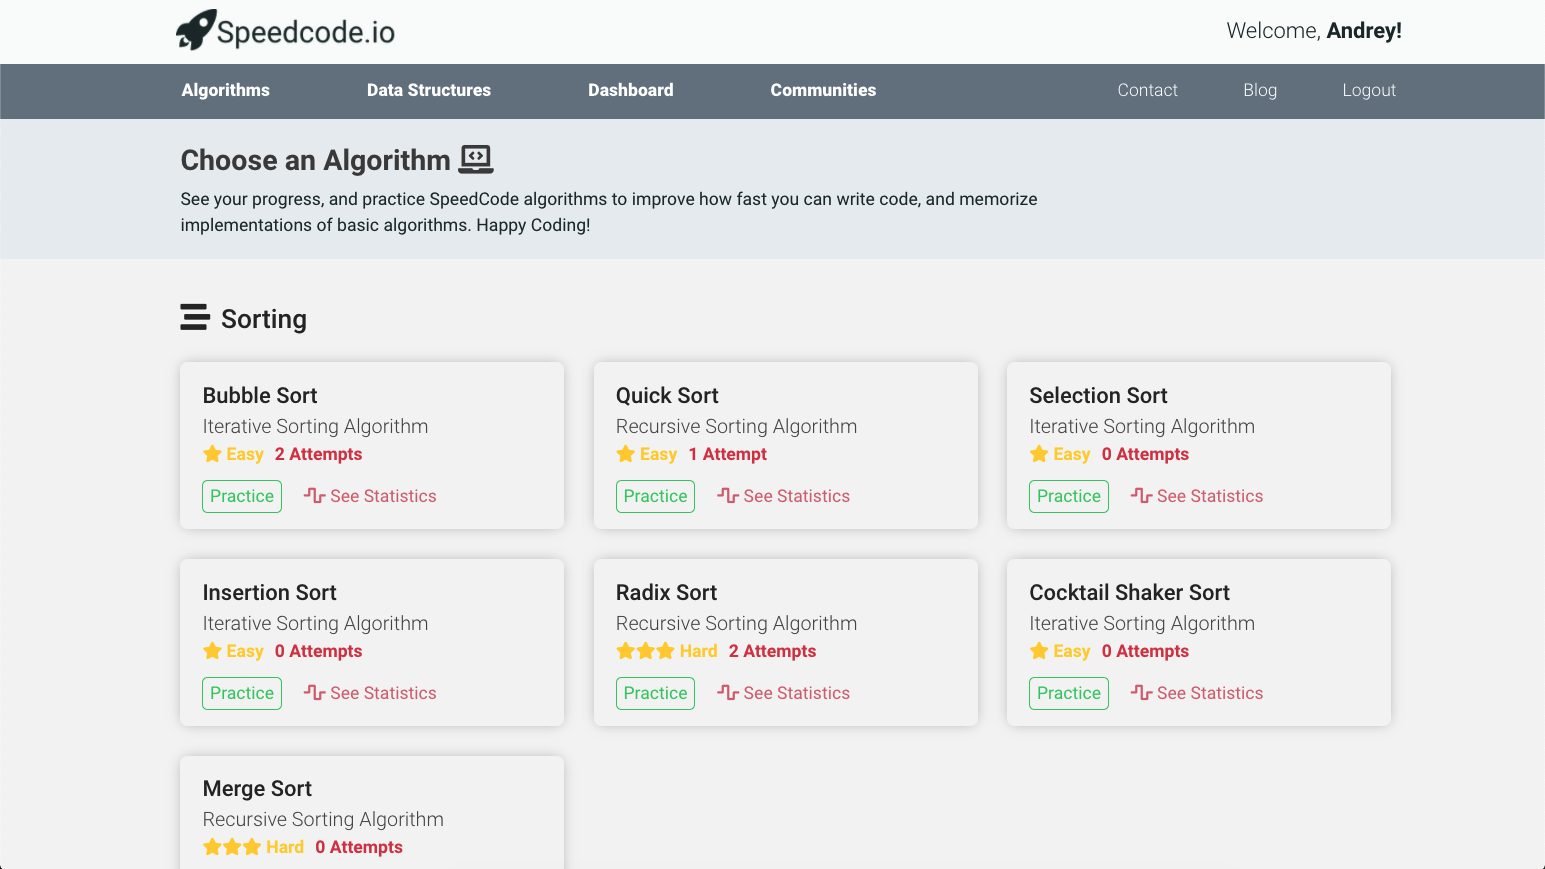 Speedcode.io
Welcome, Andrey!
Algorithms Data Structures Dashboard Communities Contact Blog Logout
Choose an Algorithm
See your progress, and practice SpeedCode algorithms to improve how fast you can write code, and memorize
implementations of basic algorithms. Happy Coding!
Sorting
Bubble Sort
Iterative Sorting Algorithm
Easy 2 Attempts
Practice See Statistics
Quick Sort
Recursive Sorting Algorithm
Easy 1 Attempt
Practice See Statistics
Selection Sort
Iterative Sorting Algorithm
Easy 0 Attempts
Practice See Statistics
Insertion Sort
Iterative Sorting Algorithm
Easy 0 Attempts
Practice See Statistics
Radix Sort
Recursive Sorting Algorithm
Hard 2 Attempts
Practice See Statistics
Cocktail Shaker Sort
Iterative Sorting Algorithm
Easy 0 Attempts
Practice See Statistics
Merge Sort
Recursive Sorting Algorithm
Hard 0 Attempts